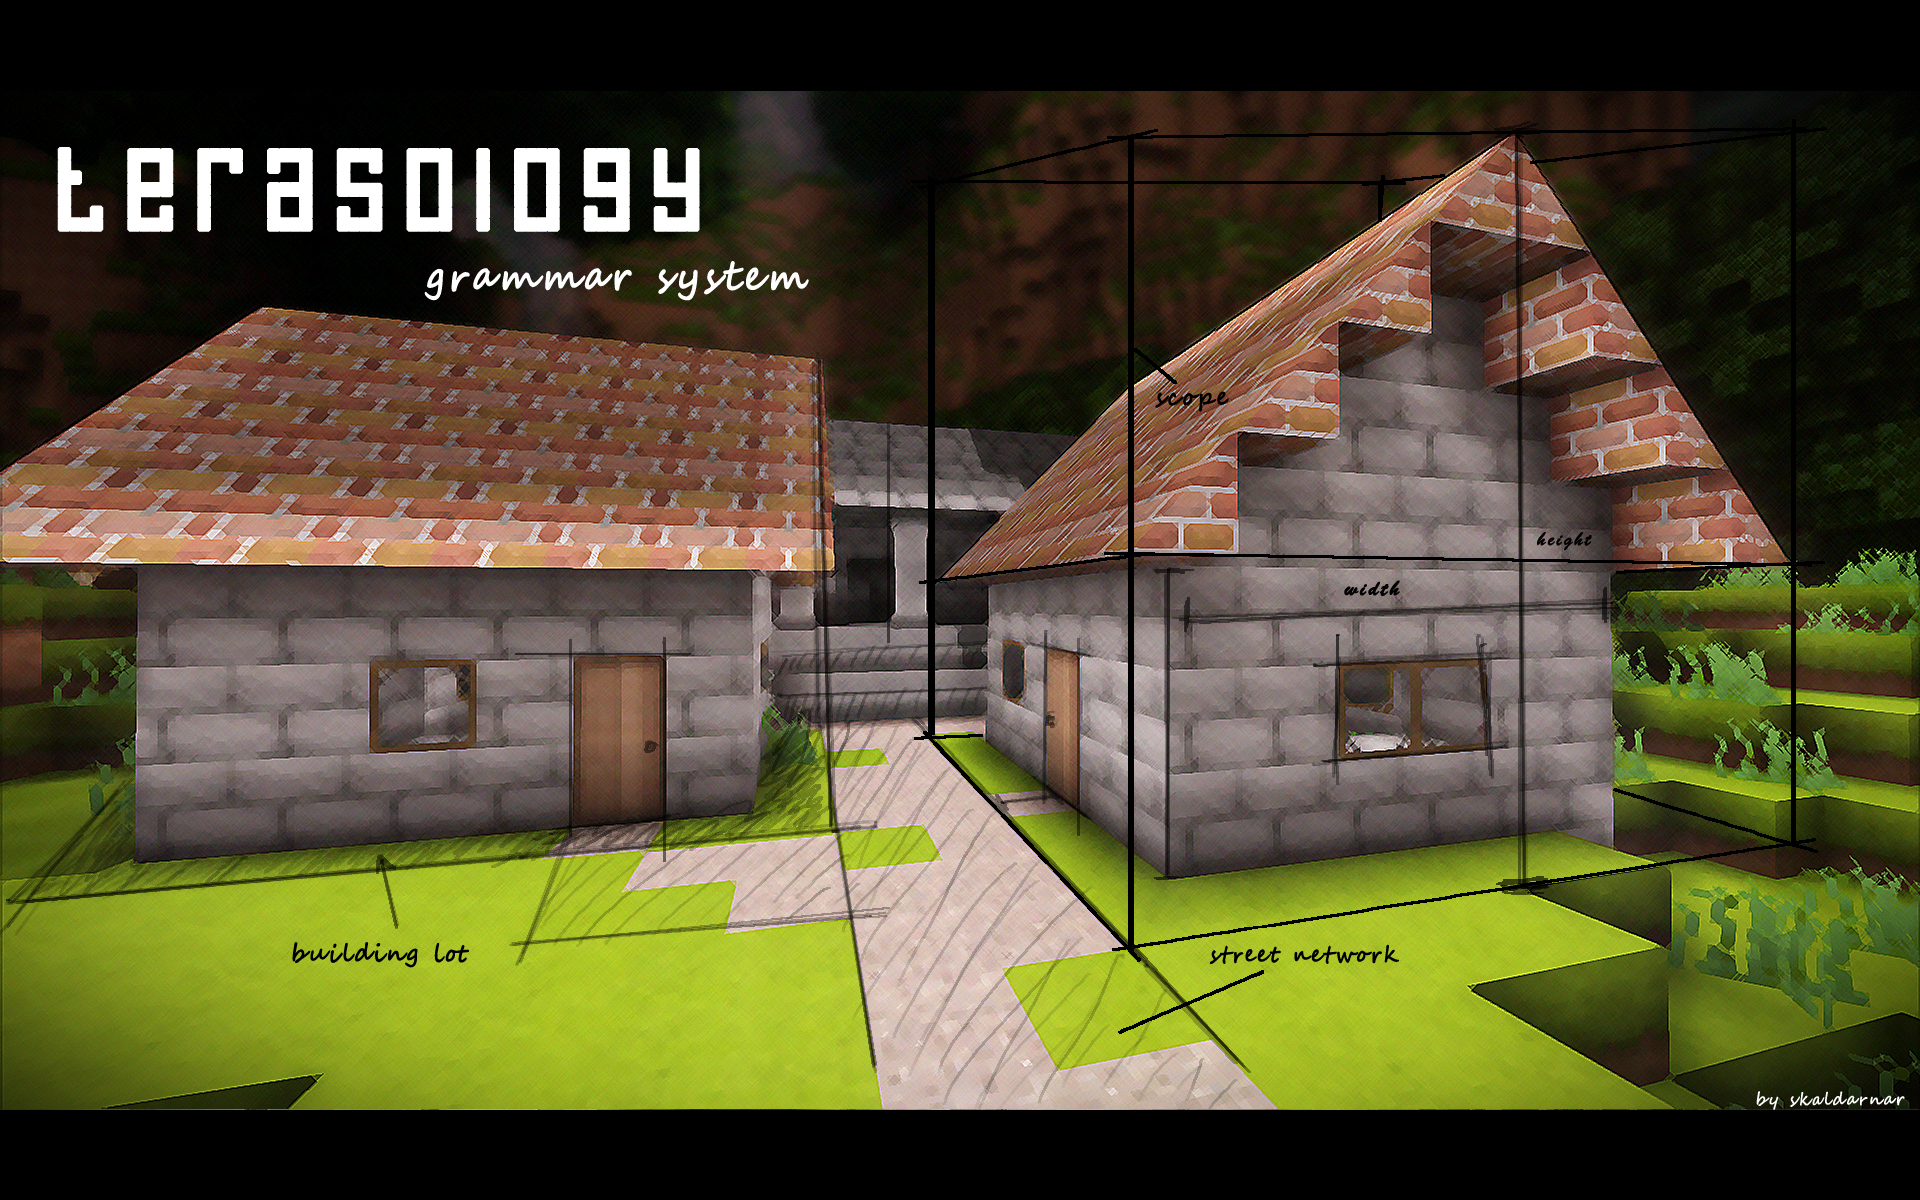 terasology
grammar system
scope
height
width
building lot
street network
by skaldarnar